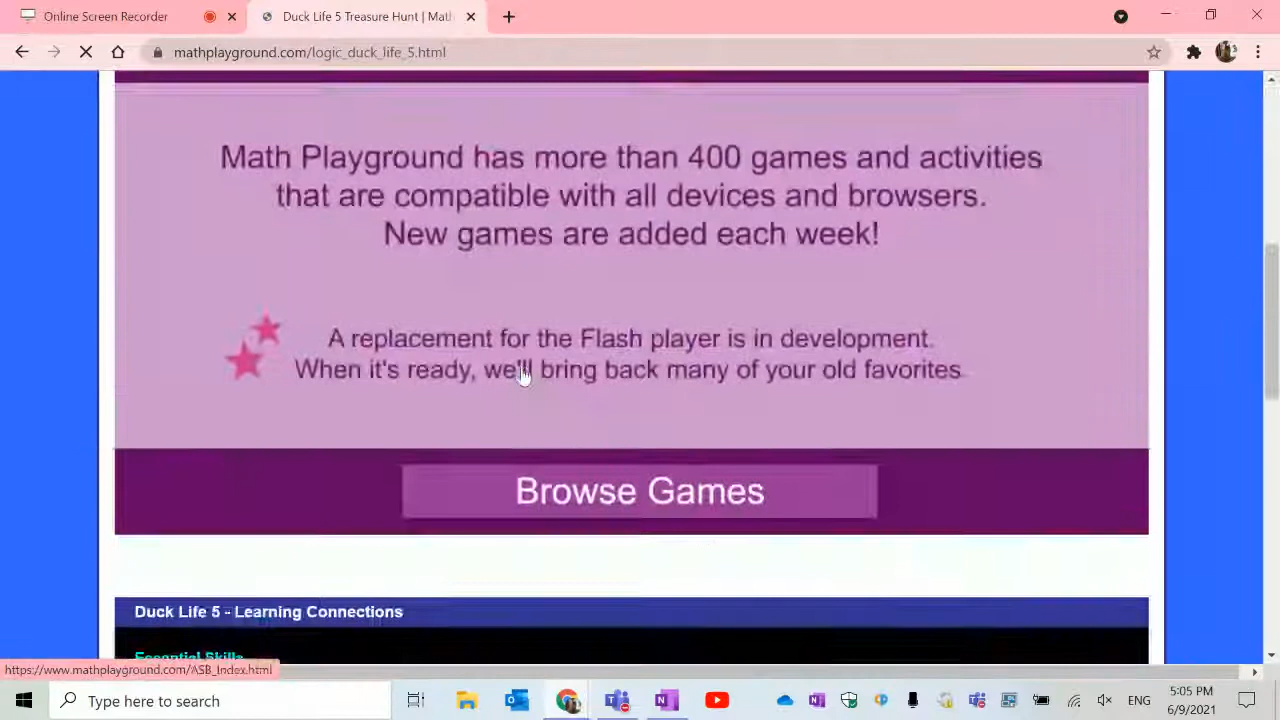 Online Screen Recorder
Duck Life 5 Treasure Hunt | Math
mathplayground.com/logic_duck_life_5.html
Math Playground has more than 400 games and activities
that are compatible with all devices and browsers.
New games are added each week!
A replacement for the Flash player is in development.
When it's ready, we'll bring back many of your old favorites
Browse Games
Duck Life 5 - Learning Connections
Essential Skills
https://www.mathplayground.com/ASB_Index.html
Type here to search
ENG
5:05 PM
6/9/2021